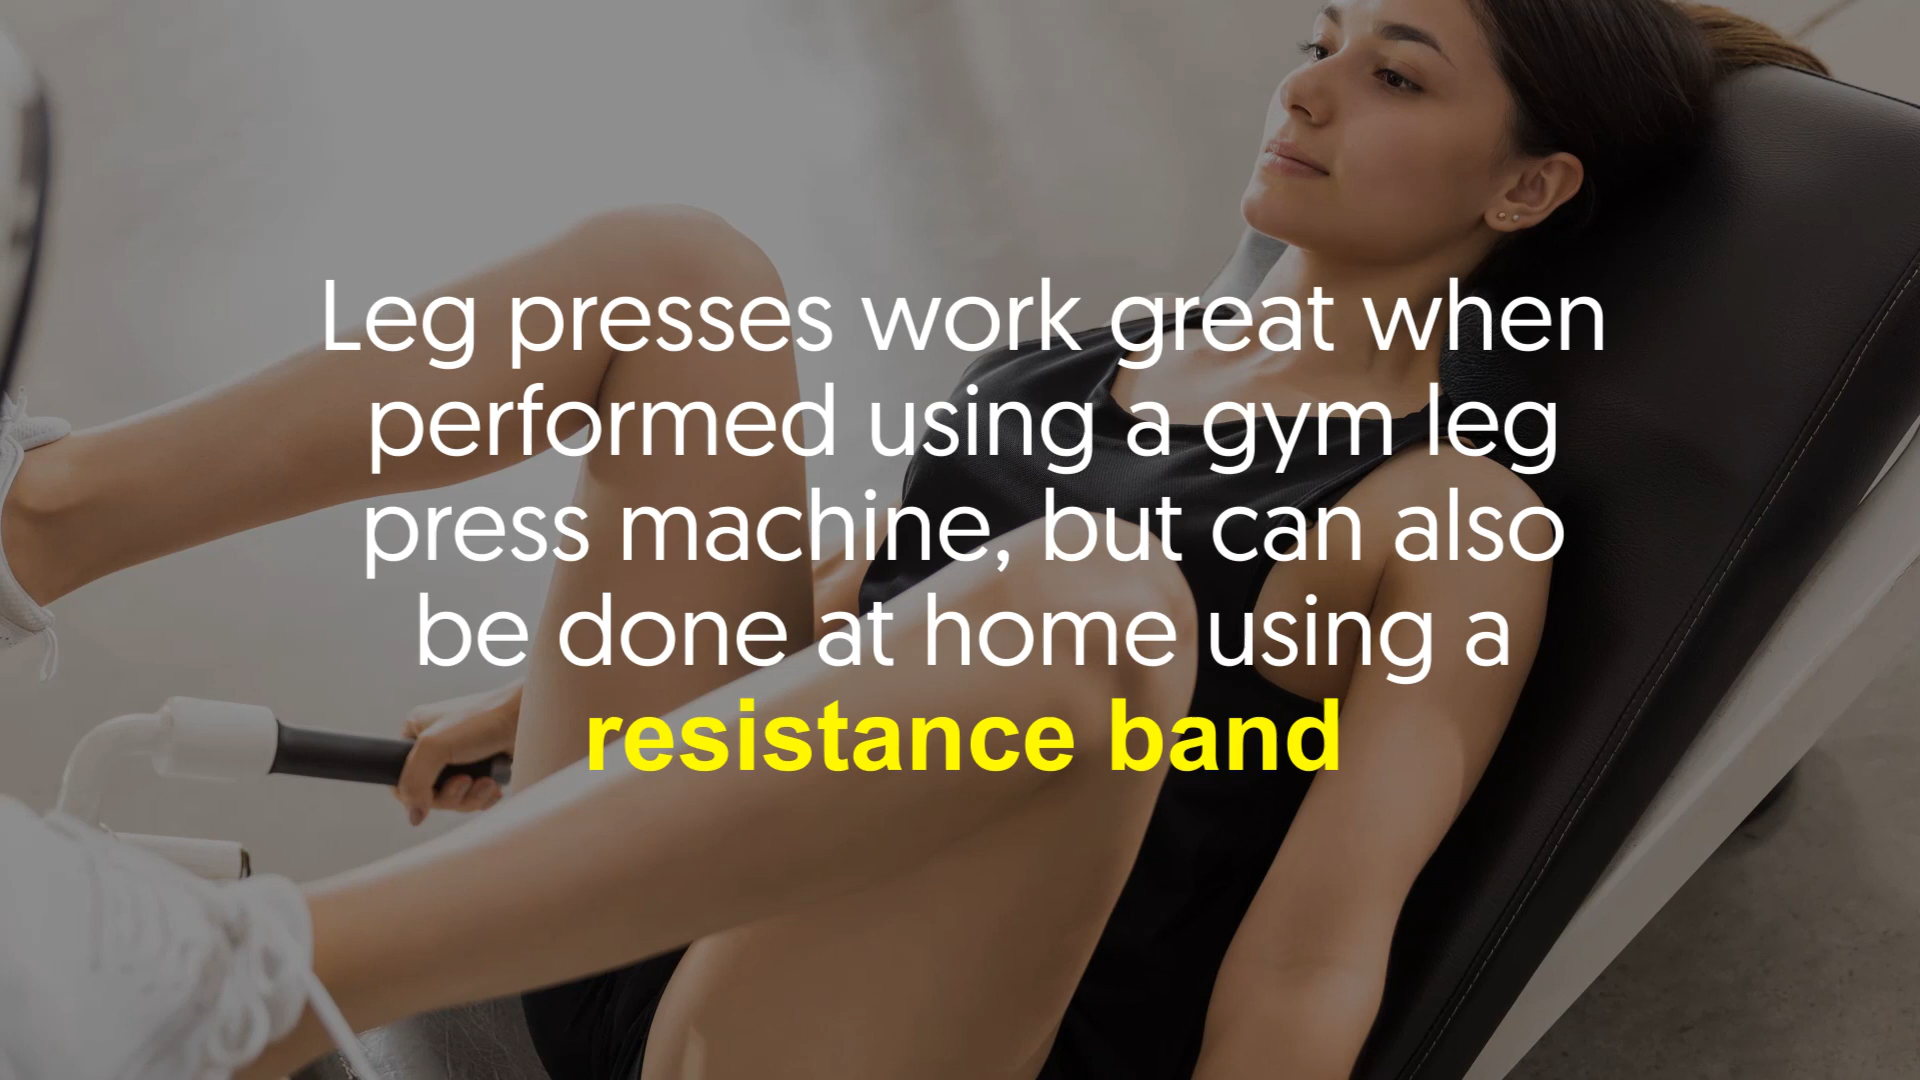 Leg presses work great when
performed using a gym leg
press machine, but can also
be done at home using a
resistance band